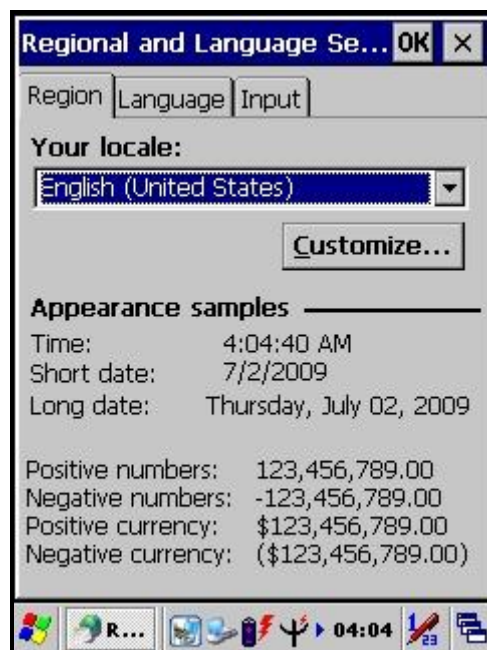 Regional and Language Se... OK ×
Region Language Input
Your locale:
English (United States)
Customize...
Appearance samples
Time: 4:04:40 AM
Short date: 7/2/2009
Long date: Thursday, July 02, 2009
Positive numbers: 123,456,789.00
Negative numbers: -123,456,789.00
Positive currency: $123,456,789.00
Negative currency: ($123,456,789.00)
R... 04:04 1 23